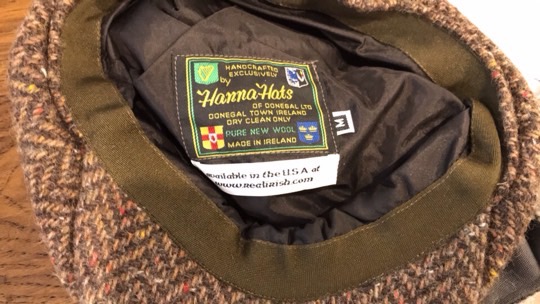 HANDCRAFTED
EXCLUSIVELY
by
Hanna Hats
OF DONEGAL LTD
DONEGAL TOWN IRELAND
DRY CLEAN ONLY
PURE NEW WOOL
MADE IN IRELAND
M
Available in the USA at
www.realirish.com